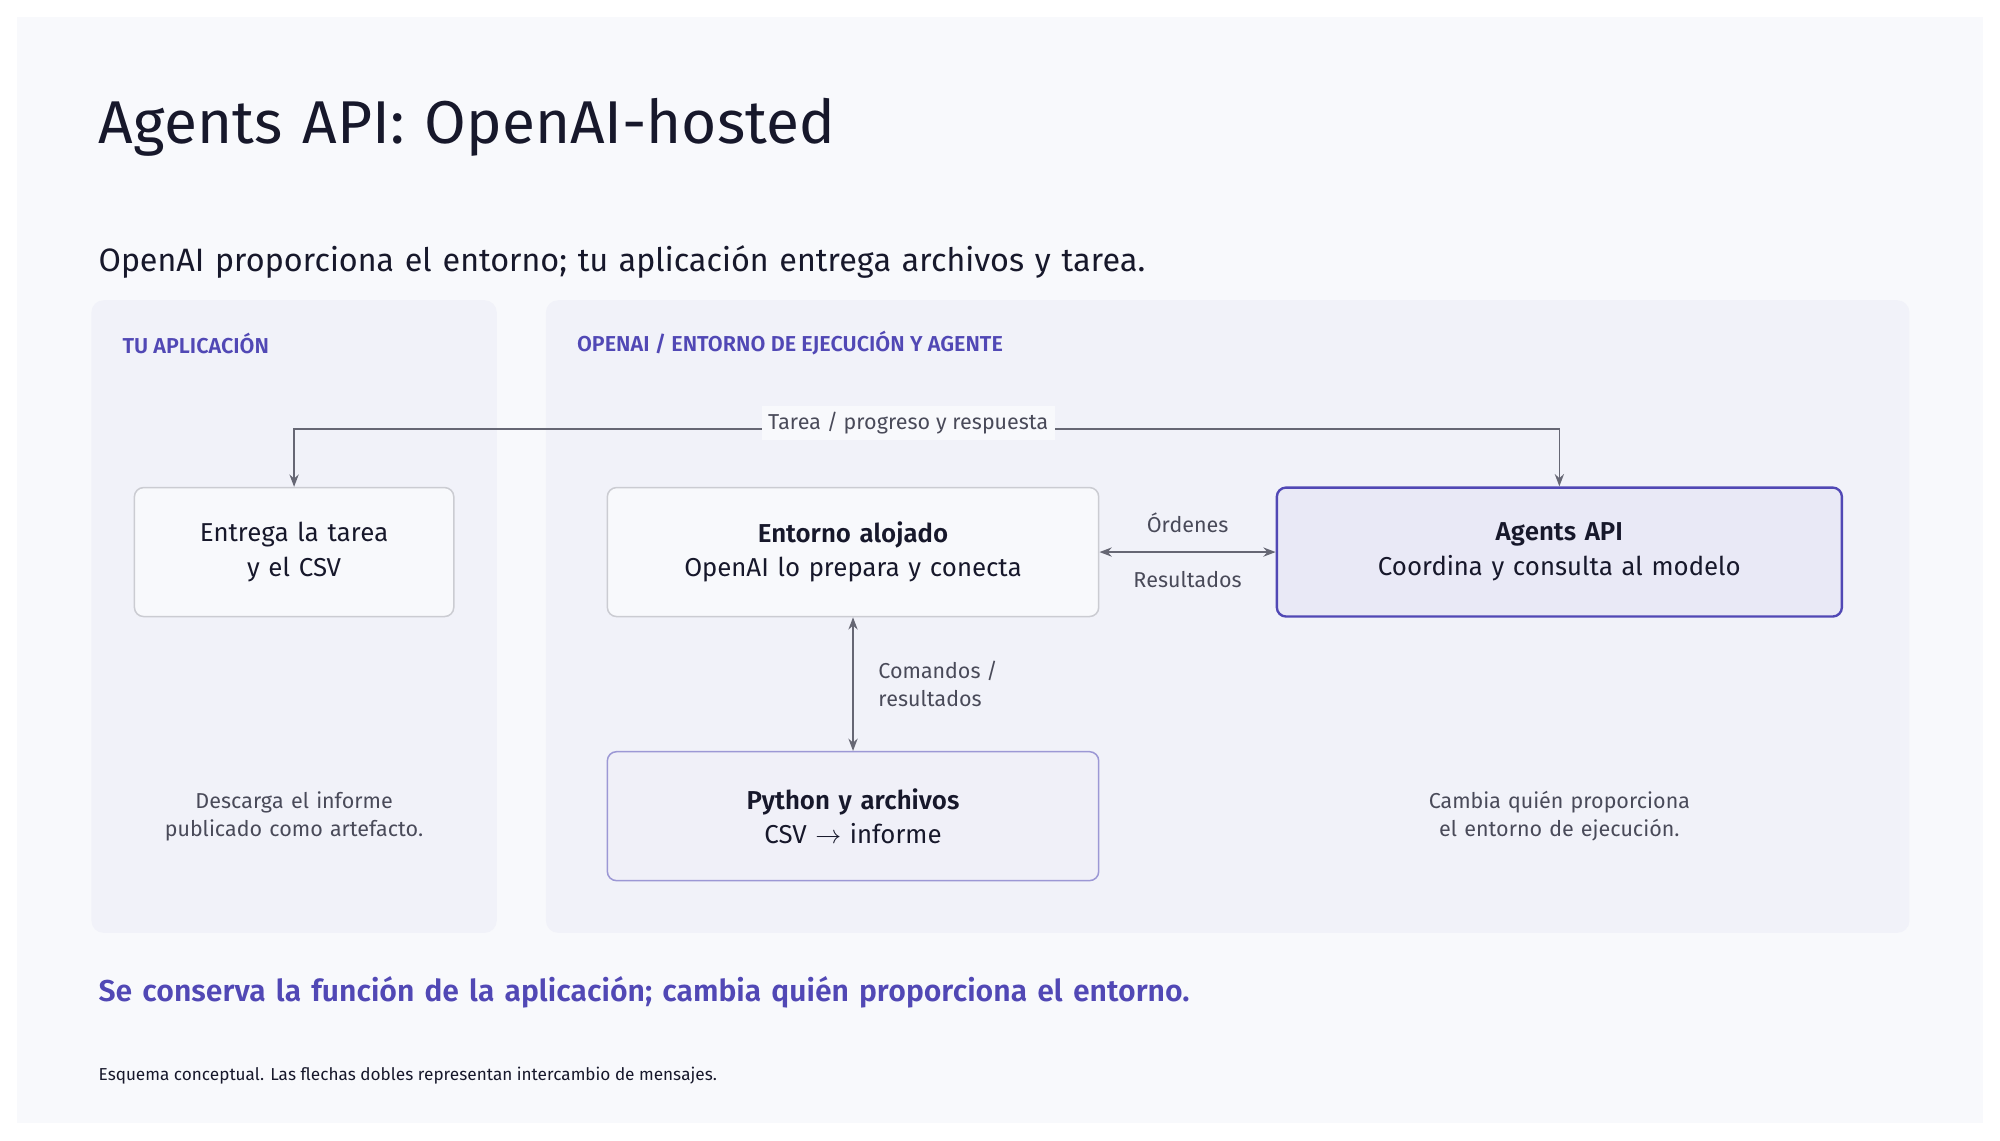 Agents API: OpenAI-hosted
OpenAI proporciona el entorno; tu aplicación entrega archivos y tarea.
TU APLICACIÓN
OPENAI / ENTORNO DE EJECUCIÓN Y AGENTE
Tarea / progreso y respuesta
Entrega la tarea
y el CSV
Entorno alojado
OpenAI lo prepara y conecta
Órdenes
Resultados
Agents API
Coordina y consulta al modelo
Comandos /
resultados
Descarga el informe
publicado como artefacto.
Python y archivos
CSV → informe
Cambia quién proporciona
el entorno de ejecución.
Se conserva la función de la aplicación; cambia quién proporciona el entorno.
Esquema conceptual. Las flechas dobles representan intercambio de mensajes.